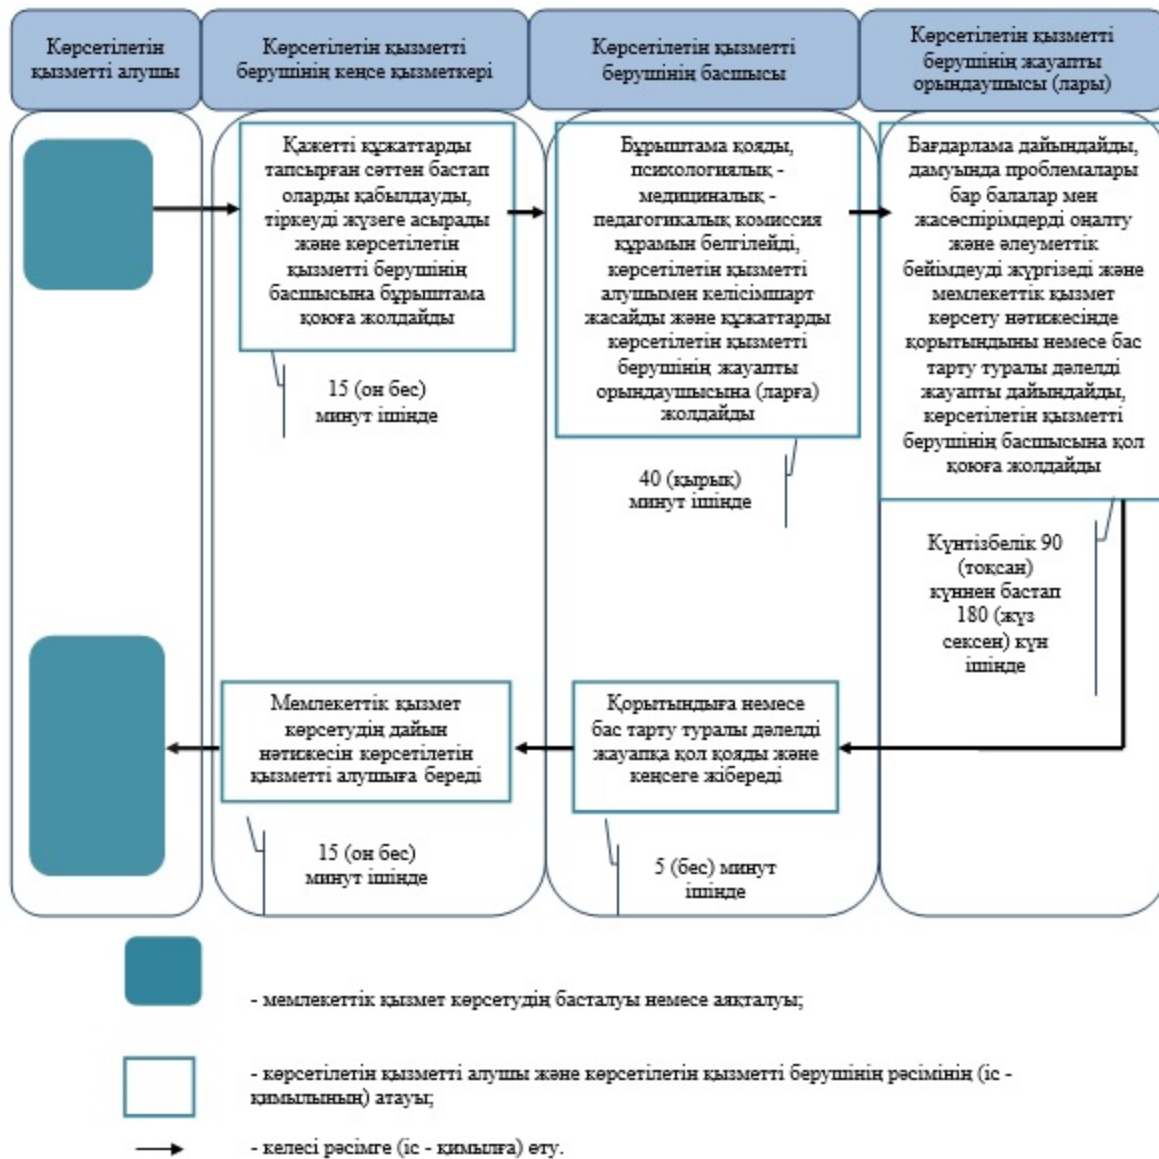 Көрсетілетін
қызметті алушы
Көрсетілетін қызметті
берушінің кеңсе қызметкері
Көрсетілетін қызметті
берушінің басшысы
Көрсетілетін қызметті
берушінің жауапты
орындаушысы (лары)
Қажетті құжаттарды
тапсырған сәттен бастап
оларды қабылдауды,
тіркеуді жүзеге асырады
және көрсетілетін
қызметті берушінің
басшысына бұрыштама
қоюға жолдайды
15 (он бес)
минут ішінде
Бұрыштама қояды,
психологиялық -
медициналық -
педагогикалық комиссия
құрамын белгілейді,
көрсетілетін қызметті
алушымен келісімшарт
жасайды және құжаттарды
көрсетілетін қызметті
берушінің жауапты
орындаушысына (ларға)
жолдайды
40 (қырық)
минут ішінде
Бағдарлама дайындайды,
дамуында проблемалары
бар балалар мен
жасөспірімдерді оңалту
және әлеуметтік
бейімдеуді жүргізеді және
мемлекеттік қызмет
көрсету нәтижесінде
қорытындыны немесе бас
тарту туралы дәлелді
жауапты дайындайды,
көрсетілетін қызметті
берушінің басшысына қол
қоюға жолдайды
Күнтізбелік 90
(тоқсан)
күннен бастап
180 (жүз
сексен) күн
ішінде
Мемлекеттік қызмет
көрсетудің дайын
нәтижесін көрсетілетін
қызметті алушыға береді
15 (он бес)
минут ішінде
Қорытындыға немесе
бас тарту туралы дәлелді
жауапқа қол қояды және
кеңсеге жібереді
5 (бес) минут
ішінде
- мемлекеттік қызмет көрсетудің басталуы немесе аяқталуы;
- көрсетілетін қызметті алушы және көрсетілетін қызметті берушінің рәсімінің (іс -
қимылының) атауы;
- келесі рәсімге (іс - қимылға) өту.